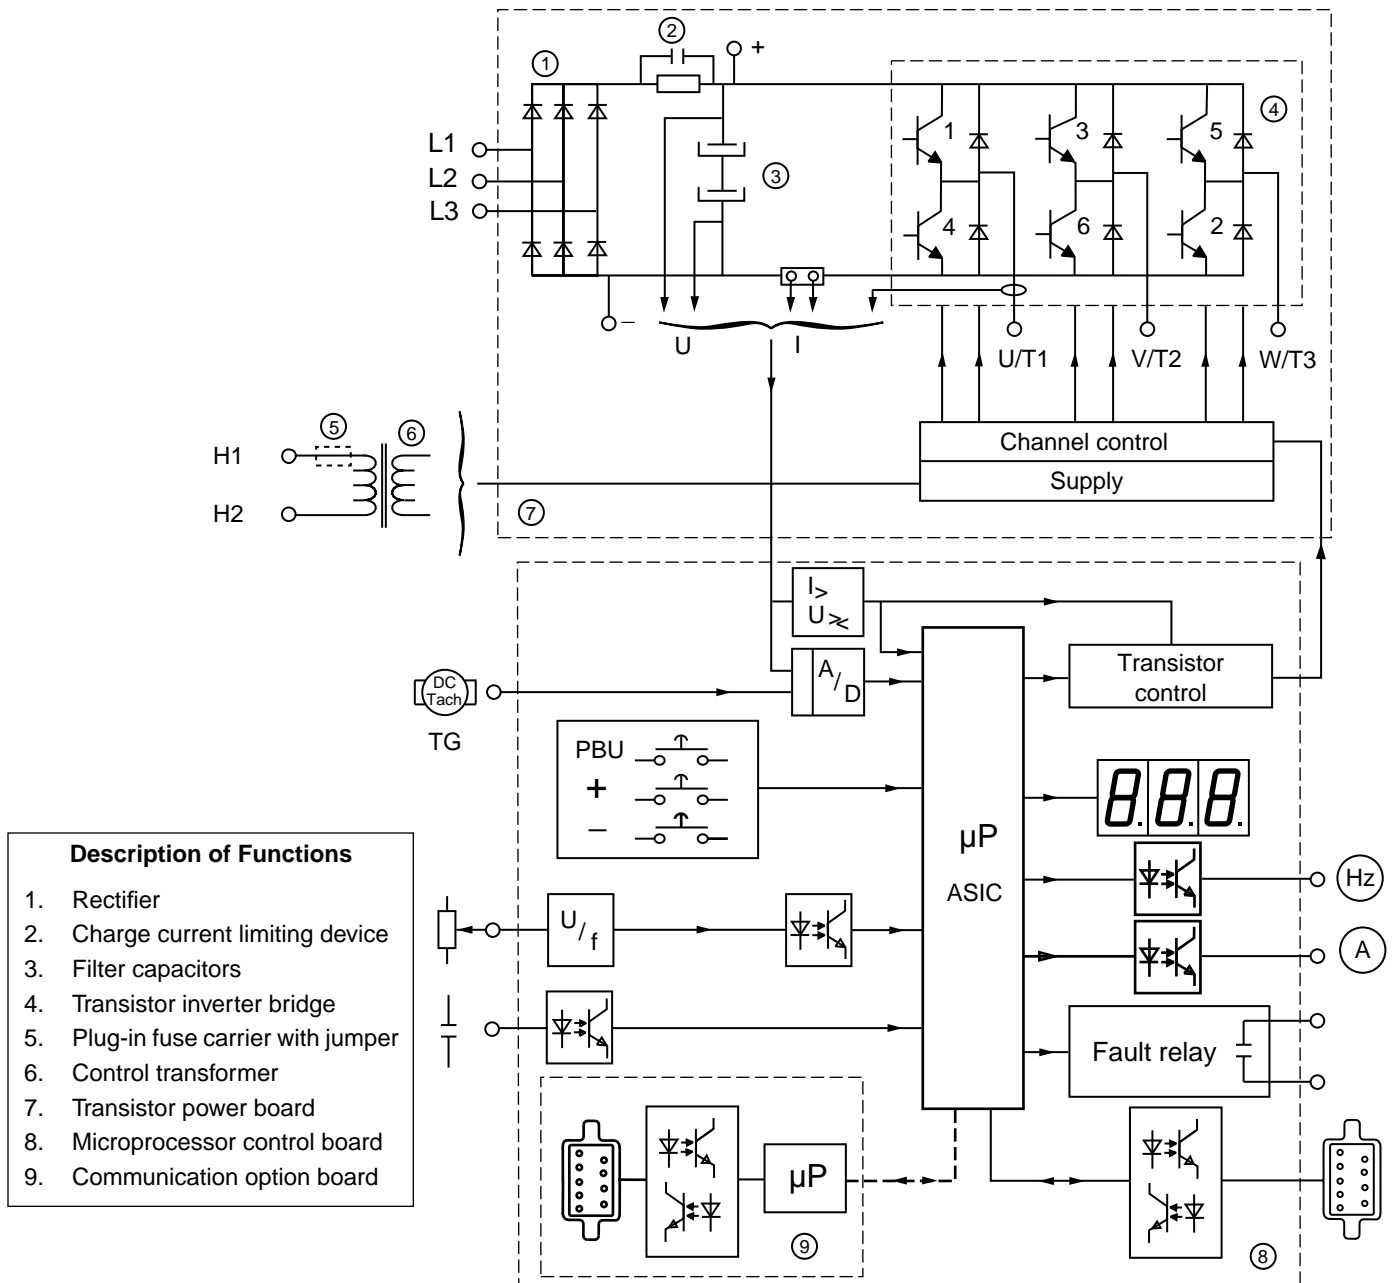 2
+
1
4
1
3
5
L1
L2
3
L3
4
6
2
–
U
I
U/T1
V/T2
W/T3
5
6
H1
H2
Channel control
Supply
7
I>
U≷
A/D
Transistor
control
DC
Tach
TG
PBU
+
–
8.8.8.
µP
ASIC
Hz
U/f
A
Fault relay
µP
9
8
Description of Functions
1. Rectifier
2. Charge current limiting device
3. Filter capacitors
4. Transistor inverter bridge
5. Plug-in fuse carrier with jumper
6. Control transformer
7. Transistor power board
8. Microprocessor control board
9. Communication option board